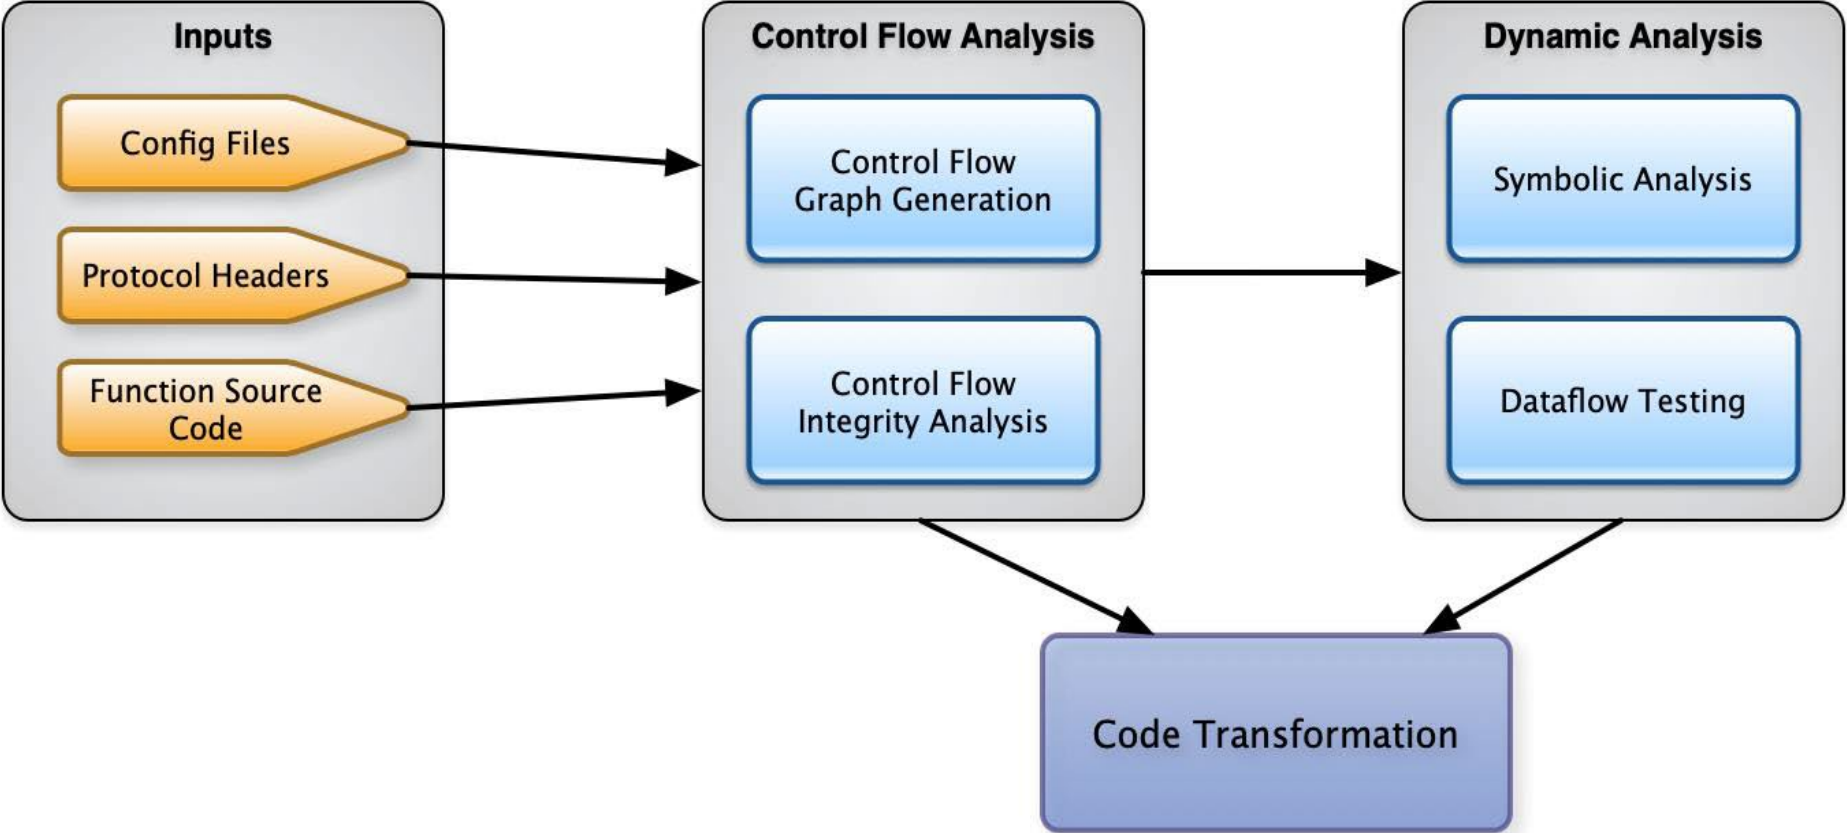 Inputs
Config Files
Protocol Headers
Function Source
Code
Control Flow Analysis
Control Flow
Graph Generation
Control Flow
Integrity Analysis
Dynamic Analysis
Symbolic Analysis
Dataflow Testing
Code Transformation